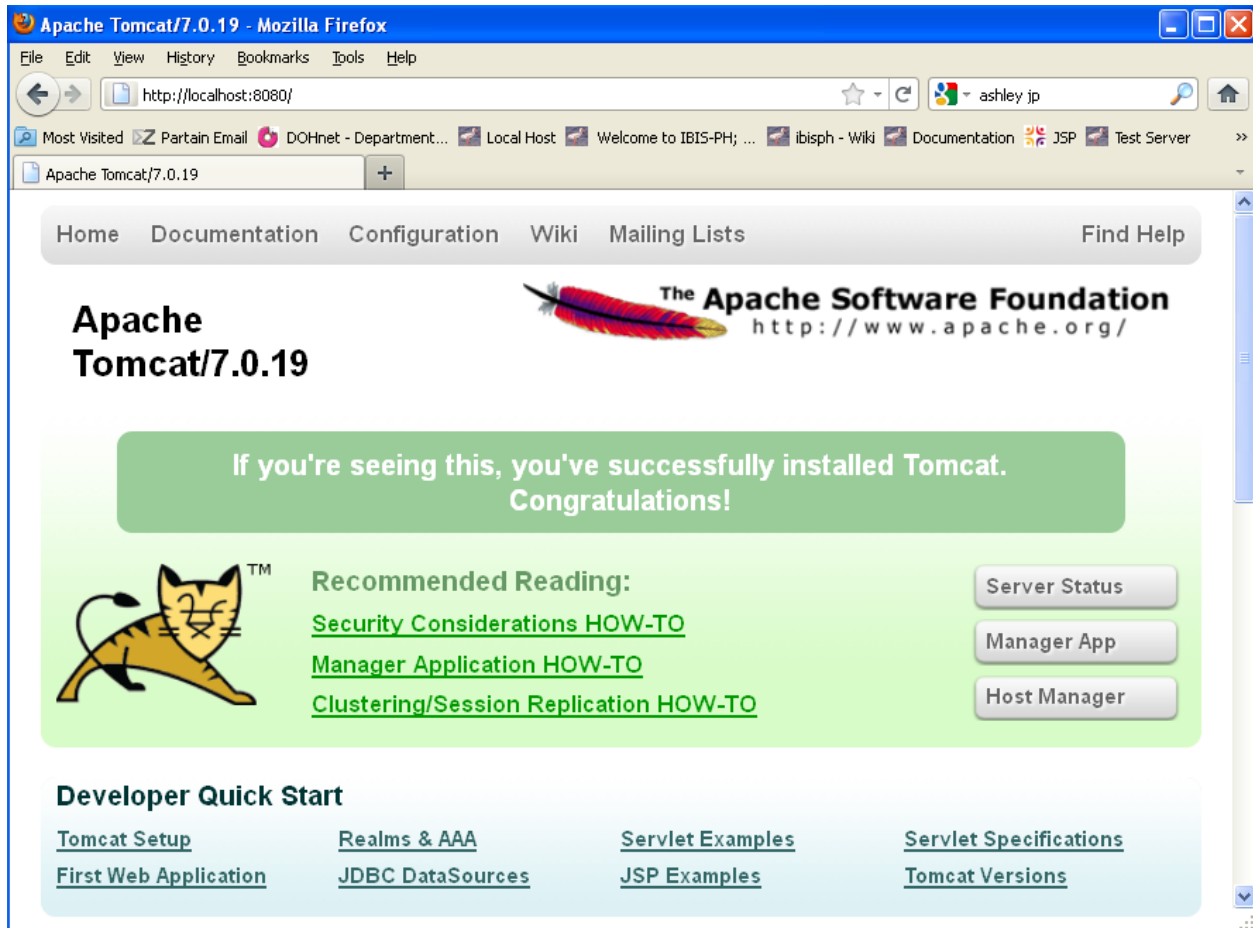 Apache Tomcat/7.0.19 - Mozilla Firefox
File Edit View History Bookmarks Tools Help
http://localhost:8080/
ashley jp
Most Visited Partain Email DOHnet - Department... Local Host Welcome to IBIS-PH; ... ibisph - Wiki Documentation JSP Test Server »
Apache Tomcat/7.0.19 +
Home Documentation Configuration Wiki Mailing Lists Find Help
The Apache Software Foundation
http://www.apache.org/
Apache
Tomcat/7.0.19
If you're seeing this, you've successfully installed Tomcat.
Congratulations!
TM
Recommended Reading:
Security Considerations HOW-TO
Manager Application HOW-TO
Clustering/Session Replication HOW-TO
Server Status
Manager App
Host Manager
Developer Quick Start
Tomcat Setup Realms & AAA Servlet Examples Servlet Specifications
First Web Application JDBC DataSources JSP Examples Tomcat Versions